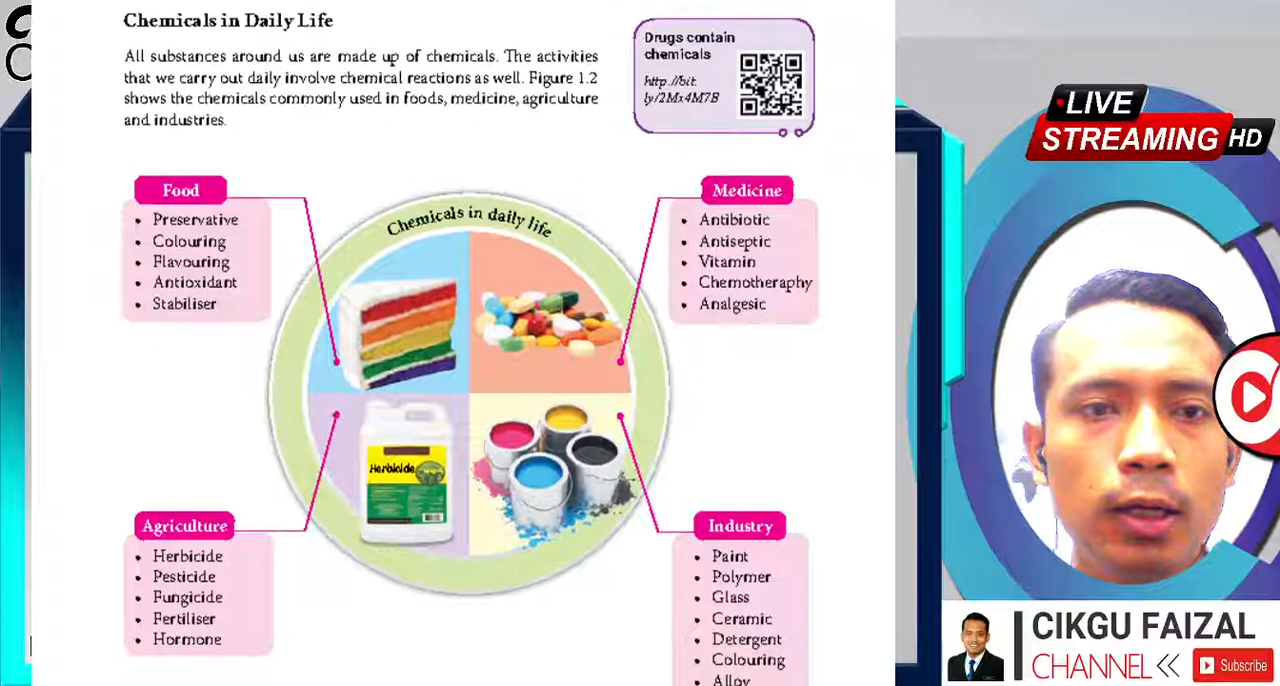 Chemicals in Daily Life
All substances around us are made up of chemicals. The activities
that we carry out daily involve chemical reactions as well. Figure 1.2
shows the chemicals commonly used in foods, medicine, agriculture
and industries.
Drugs contain
chemicals
http://bit.
ly/2Mx4M7B
LIVE
STREAMING HD
Food
• Preservative
• Colouring
• Flavouring
• Antioxidant
• Stabiliser
Chemicals in daily life
Medicine
• Antibiotic
• Antiseptic
• Vitamin
• Chemotheraphy
• Analgesic
Herbicide
Agriculture
• Herbicide
• Pesticide
• Fungicide
• Fertiliser
• Hormone
Industry
• Paint
• Polymer
• Glass
• Ceramic
• Detergent
• Colouring
• Alloy
CIKGU FAIZAL
CHANNEL
Subscribe